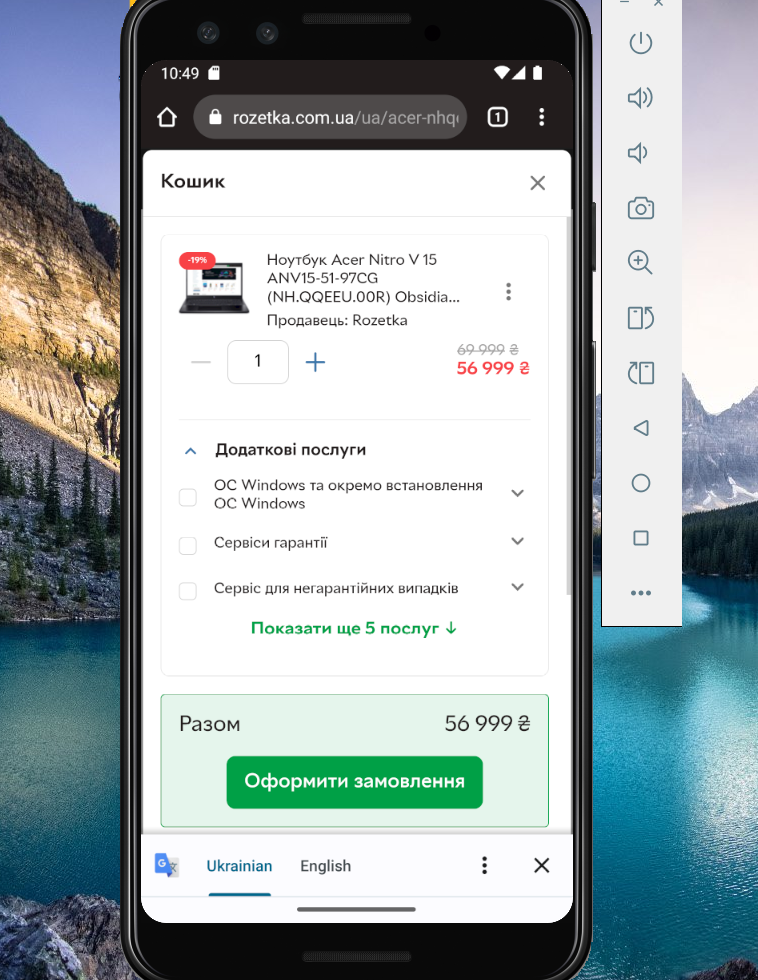 10:49
rozetka.com.ua/ua/acer-nhq
1
Кошик
-19%
Ноутбук Acer Nitro V 15
ANV15-51-97CG
(NH.QQEEU.00R) Obsidia...
Продавець: Rozetka
1
69 999 ₴
56 999 ₴
Додаткові послуги
ОС Windows та окремо встановлення
ОС Windows
Сервіси гарантії
Сервіс для негарантійних випадків
Показати ще 5 послуг ↓
Разом 56 999 ₴
Оформити замовлення
Ukrainian English